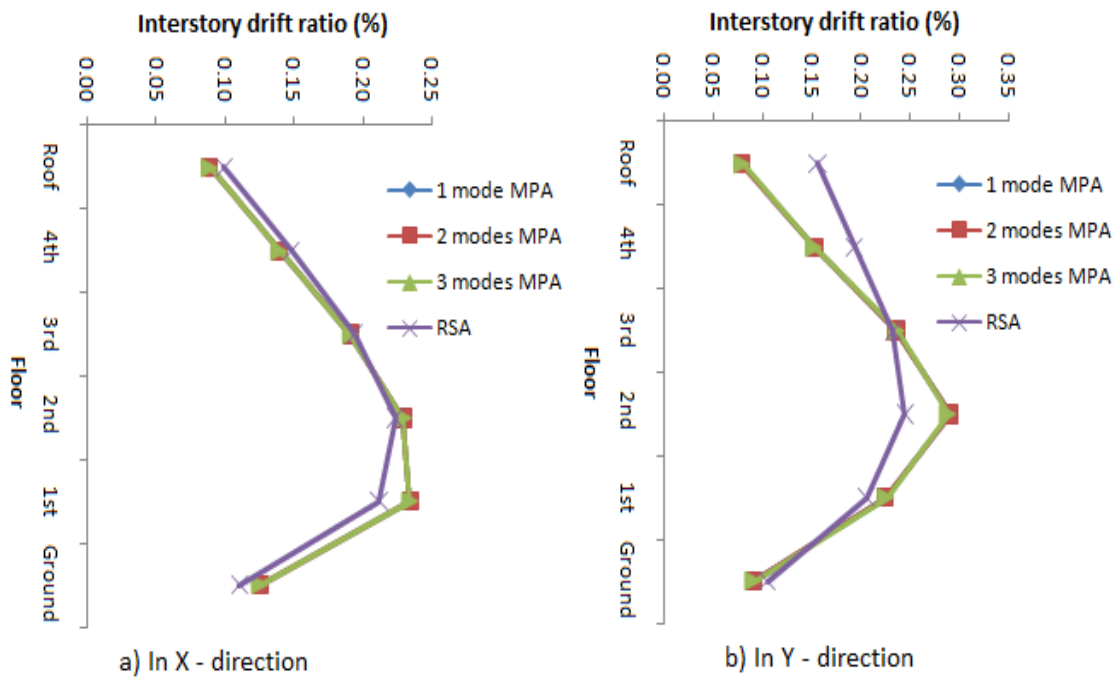 Interstory drift ratio (%)
0.00
0.05
0.10
0.15
0.20
0.25
Roof
4th
3rd
2nd
1st
Ground
Floor
1 mode MPA
2 modes MPA
3 modes MPA
RSA
a) In X - direction
Interstory drift ratio (%)
0.00
0.05
0.10
0.15
0.20
0.25
0.30
0.35
Roof
4th
3rd
2nd
1st
Ground
Floor
1 mode MPA
2 modes MPA
3 modes MPA
RSA
b) In Y - direction